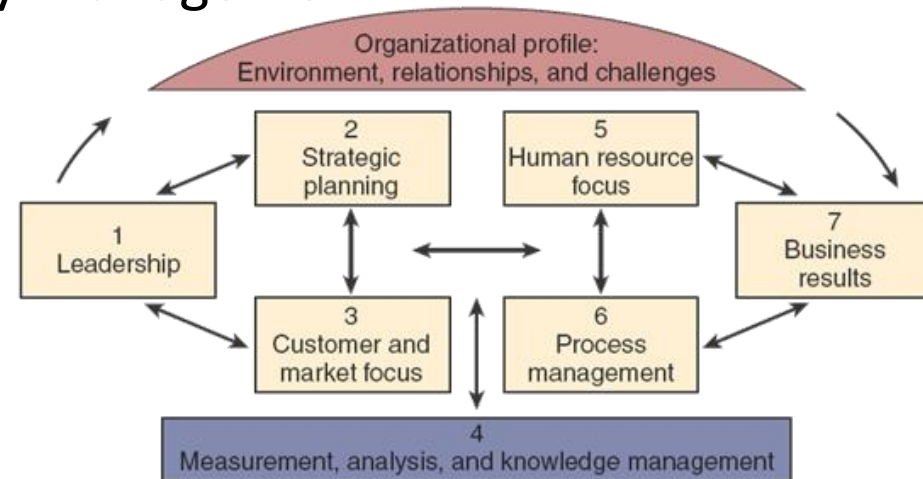 Organizational profile:
Environment, relationships, and challenges
2
Strategic
planning
5
Human resource
focus
1
Leadership
7
Business
results
3
Customer and
market focus
6
Process
management
4
Measurement, analysis, and knowledge management